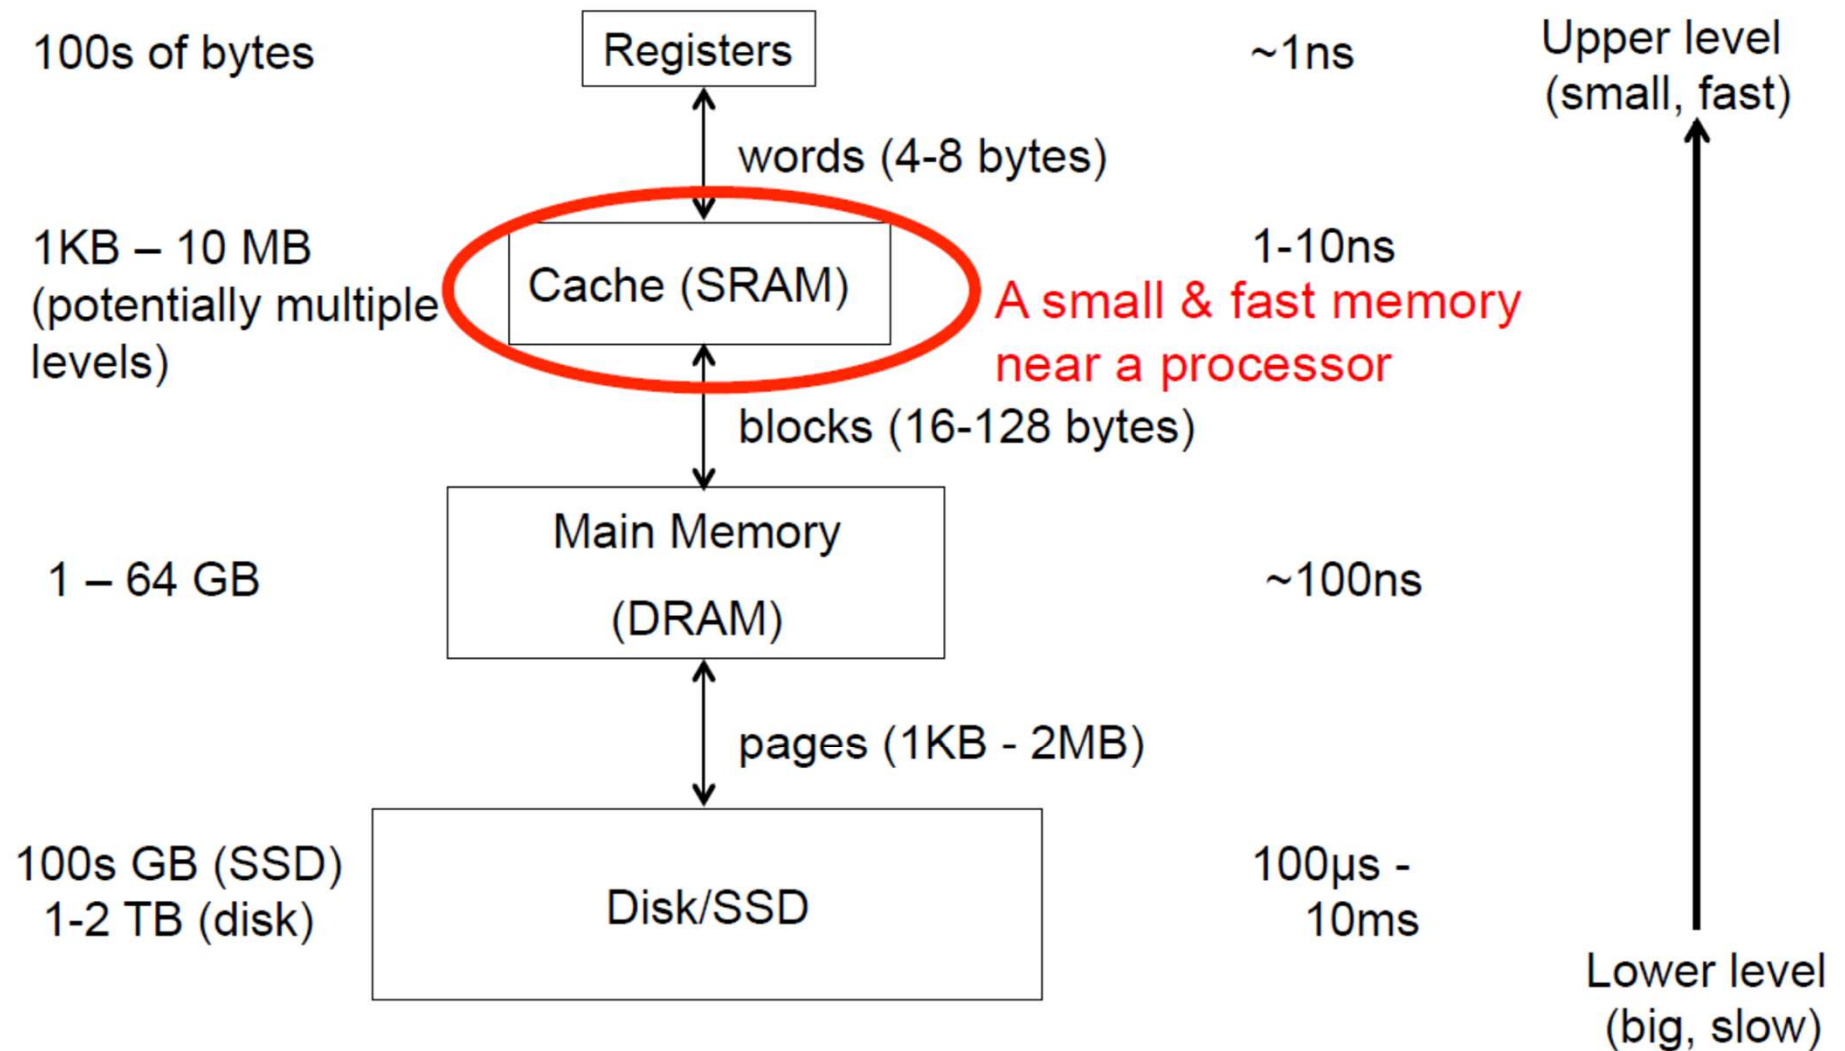 100s of bytes
Registers
~1ns
Upper level
(small, fast)
words (4-8 bytes)
1KB – 10 MB
(potentially multiple
levels)
Cache (SRAM)
1-10ns
A small & fast memory
near a processor
blocks (16-128 bytes)
1 – 64 GB
Main Memory
(DRAM)
~100ns
pages (1KB - 2MB)
100s GB (SSD)
1-2 TB (disk)
Disk/SSD
100µs -
10ms
Lower level
(big, slow)